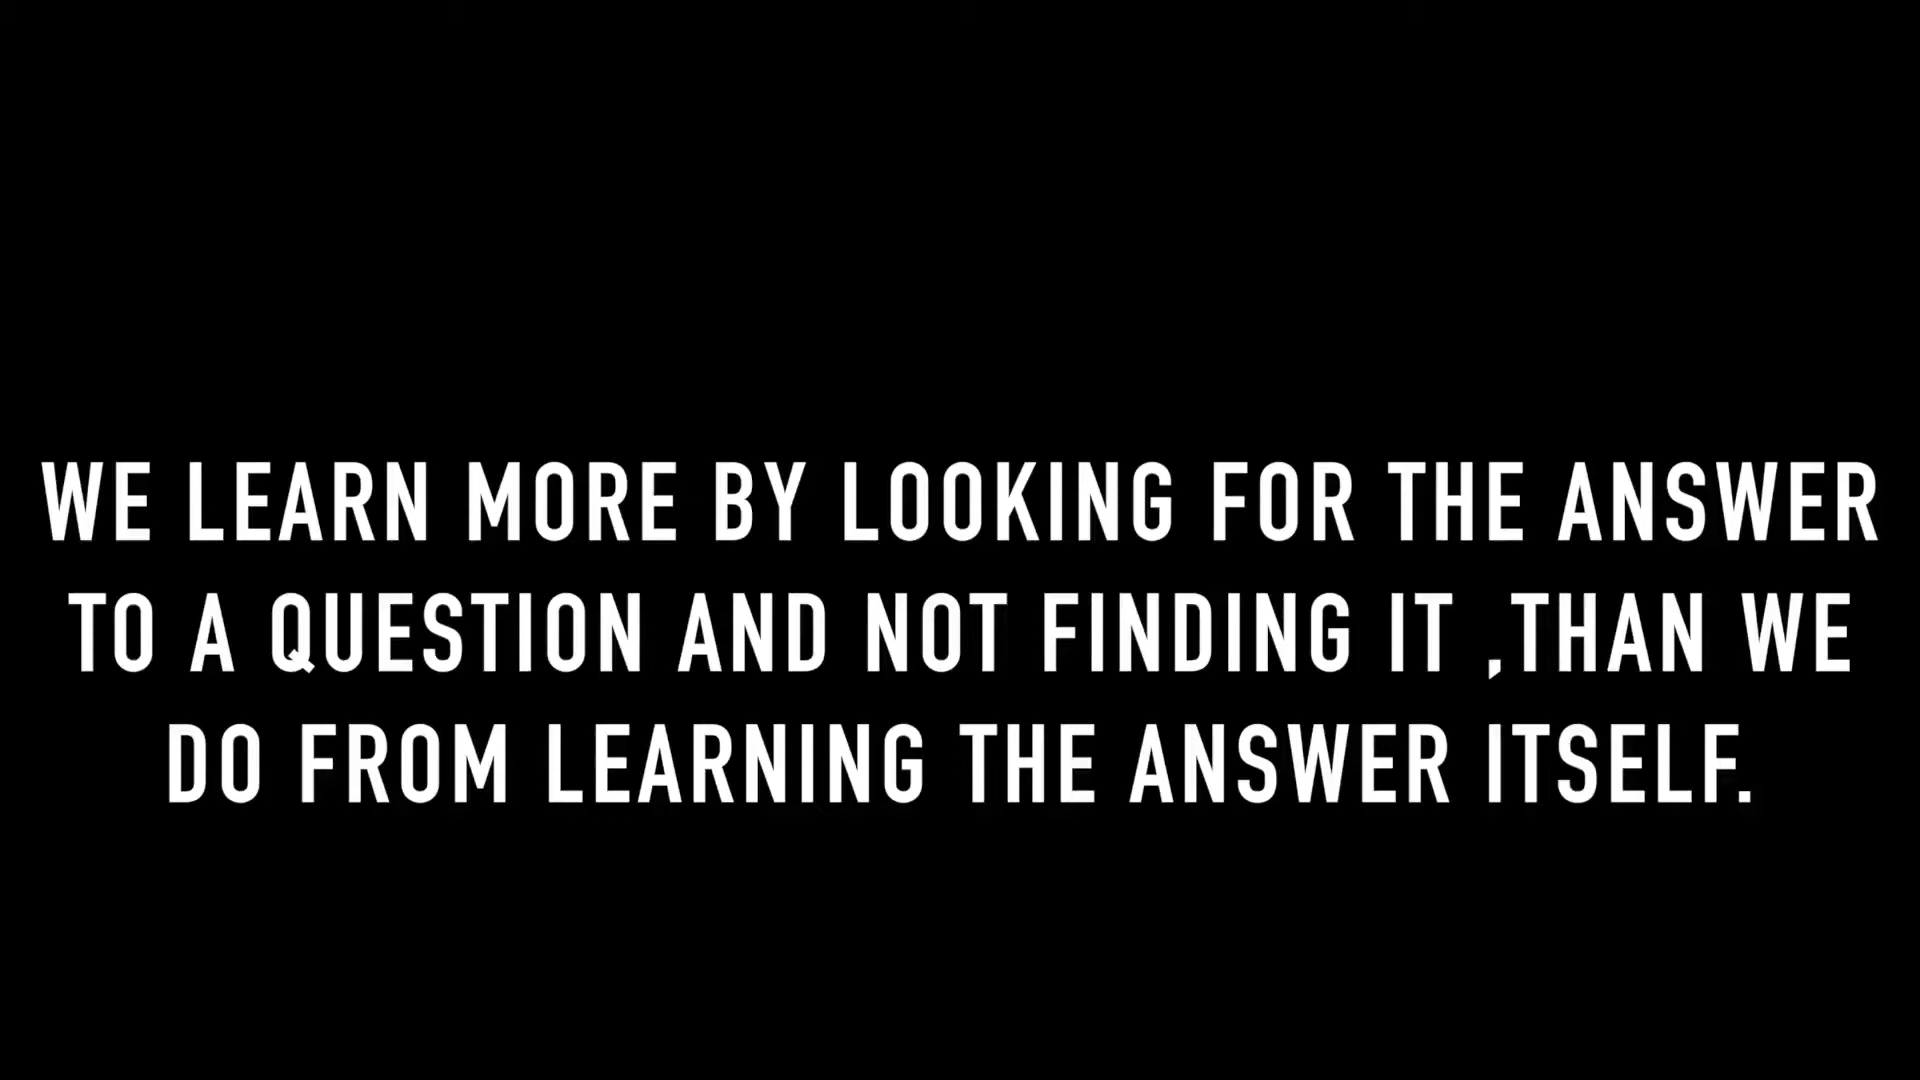 WE LEARN MORE BY LOOKING FOR THE ANSWER
TO A QUESTION AND NOT FINDING IT ,THAN WE
DO FROM LEARNING THE ANSWER ITSELF.